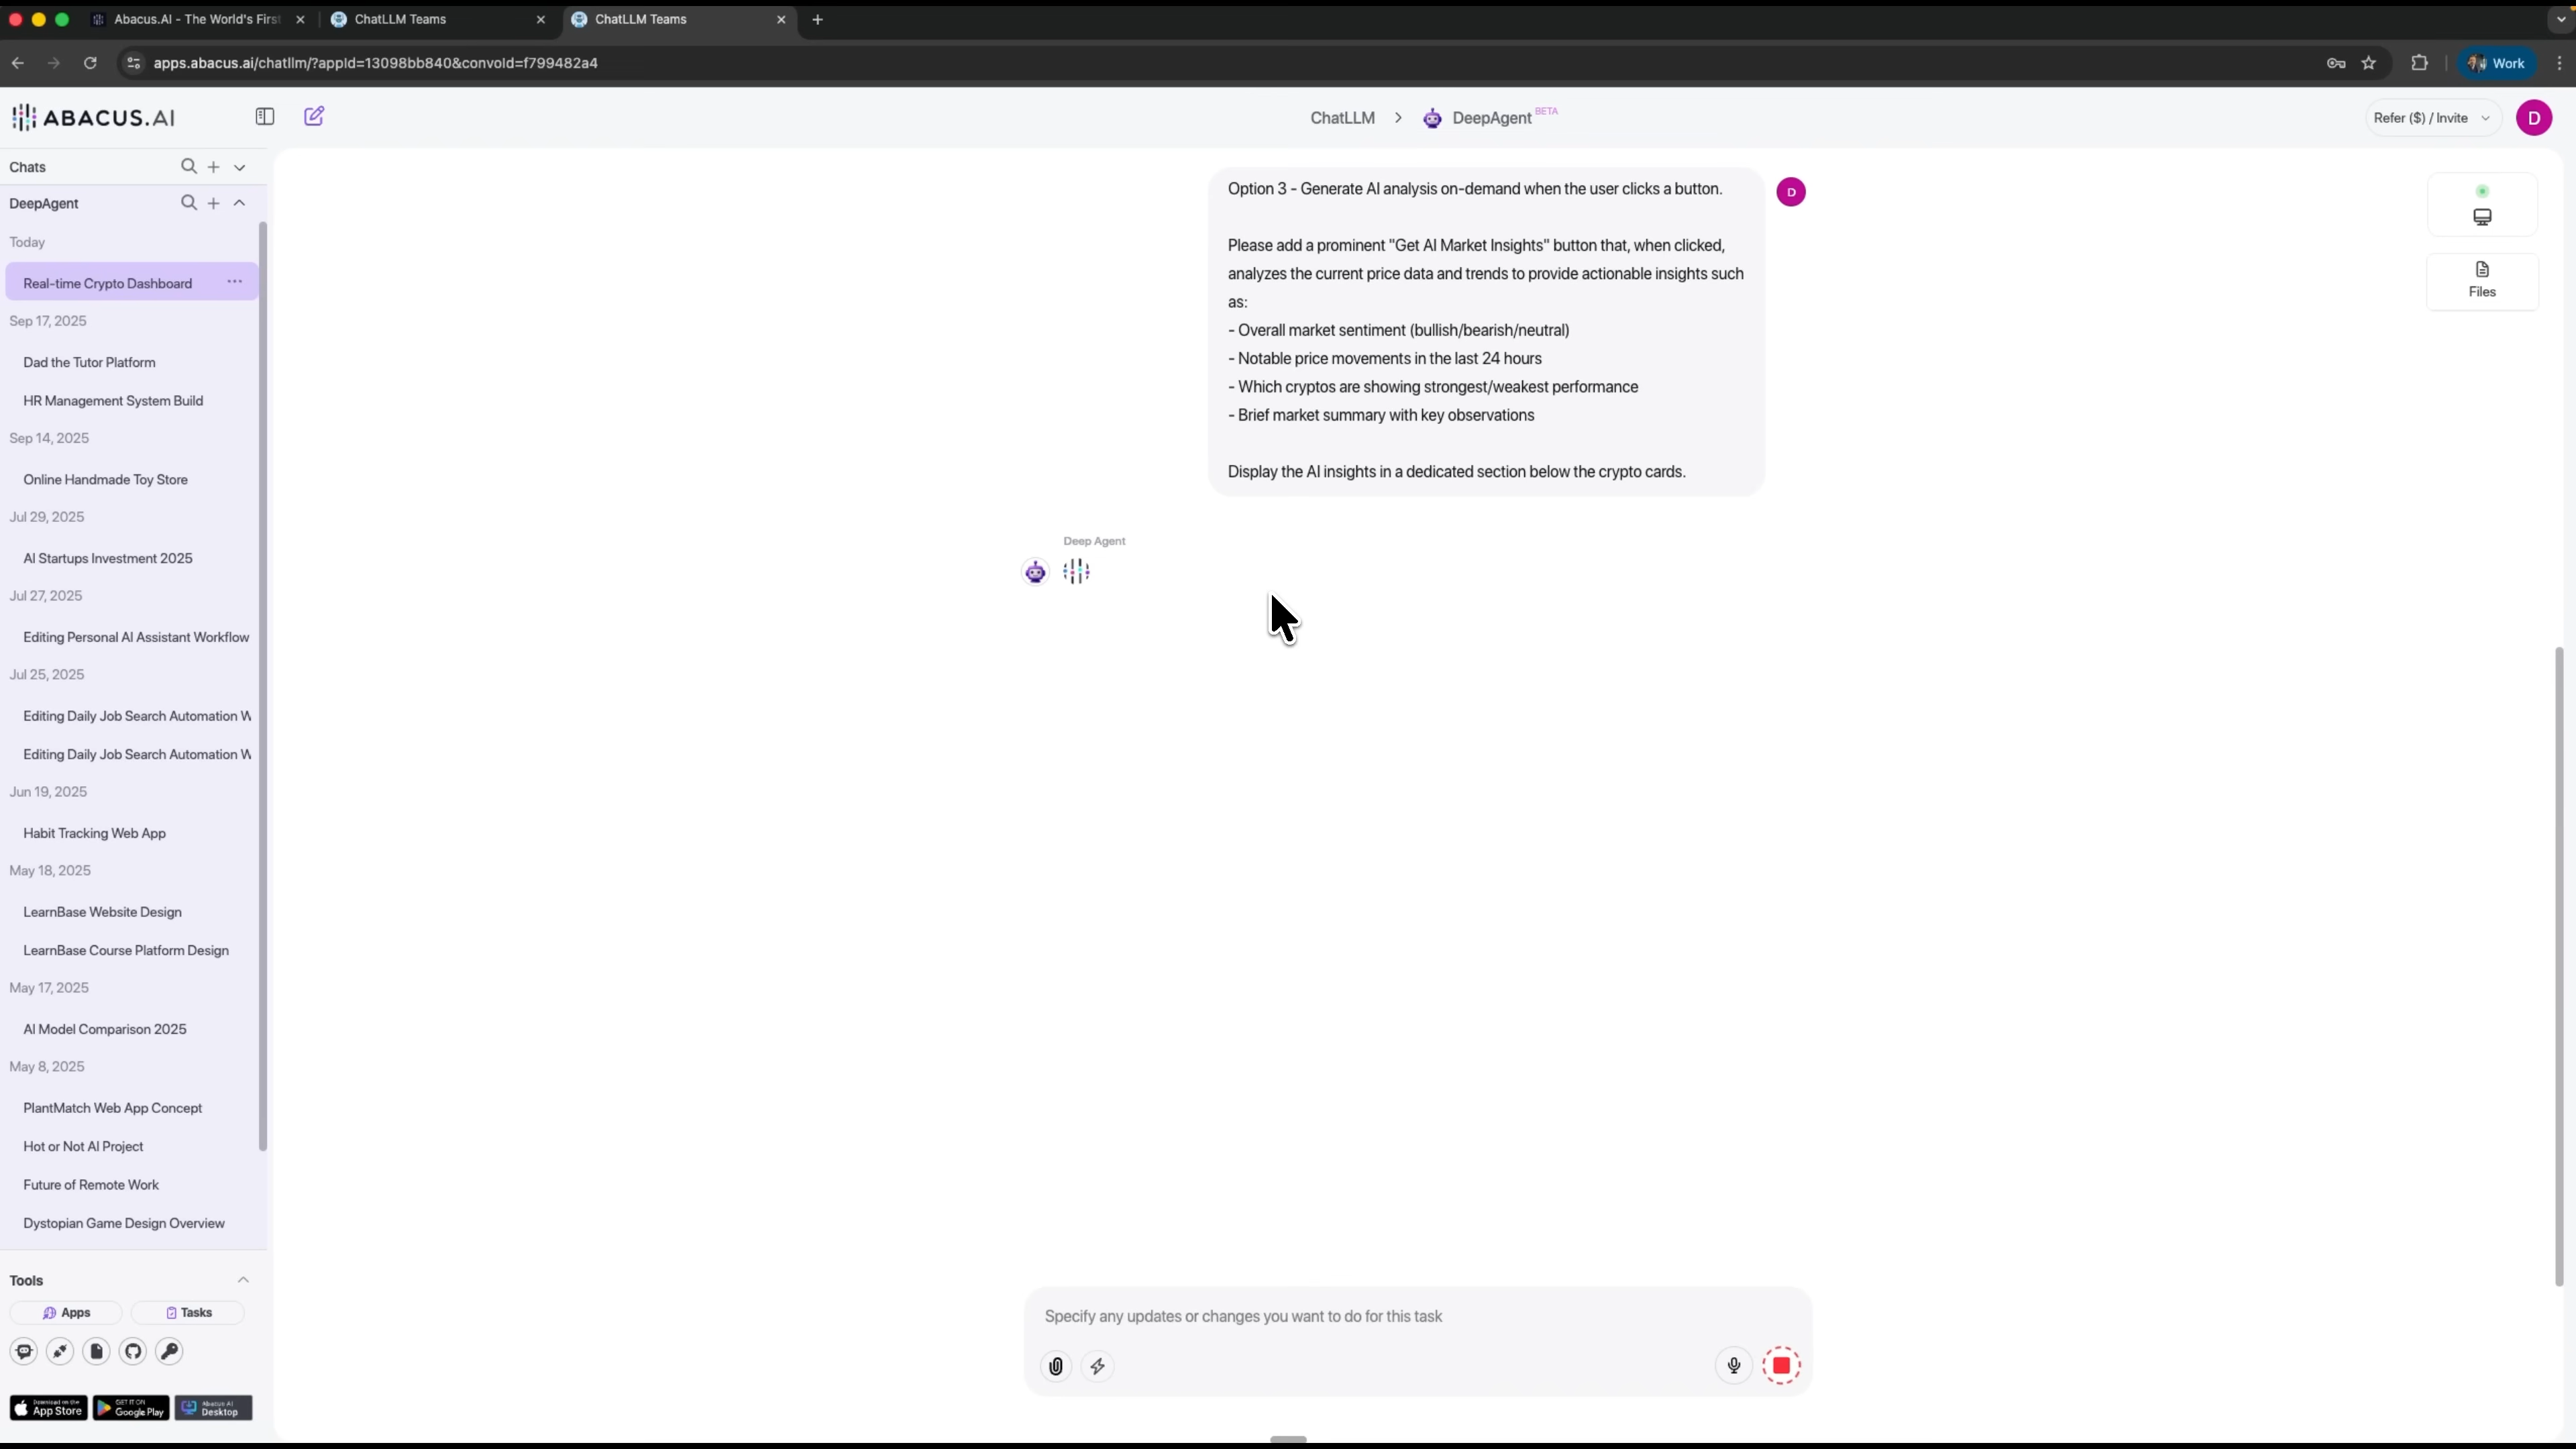 Abacus.AI - The World's First
ChatLLM Teams
ChatLLM Teams
apps.abacus.ai/chatllm/?appId=13098bb840&convoId=f799482a4
Work
ABACUS.AI
ChatLLM
DeepAgent BETA
Refer ($) / Invite
D
Chats
DeepAgent
Today
Real-time Crypto Dashboard
Sep 17, 2025
Dad the Tutor Platform
HR Management System Build
Sep 14, 2025
Online Handmade Toy Store
Jul 29, 2025
AI Startups Investment 2025
Jul 27, 2025
Editing Personal AI Assistant Workflow
Jul 25, 2025
Editing Daily Job Search Automation W
Editing Daily Job Search Automation W
Jun 19, 2025
Habit Tracking Web App
May 18, 2025
LearnBase Website Design
LearnBase Course Platform Design
May 17, 2025
AI Model Comparison 2025
May 8, 2025
PlantMatch Web App Concept
Hot or Not AI Project
Future of Remote Work
Dystopian Game Design Overview
Tools
Apps
Tasks
Download on the
App Store
GET IT ON
Google Play
Abacus AI
Desktop
Option 3 - Generate AI analysis on-demand when the user clicks a button.
Please add a prominent "Get AI Market Insights" button that, when clicked,
analyzes the current price data and trends to provide actionable insights such
as:
- Overall market sentiment (bullish/bearish/neutral)
- Notable price movements in the last 24 hours
- Which cryptos are showing strongest/weakest performance
- Brief market summary with key observations
Display the AI insights in a dedicated section below the crypto cards.
D
Deep Agent
Files
Specify any updates or changes you want to do for this task